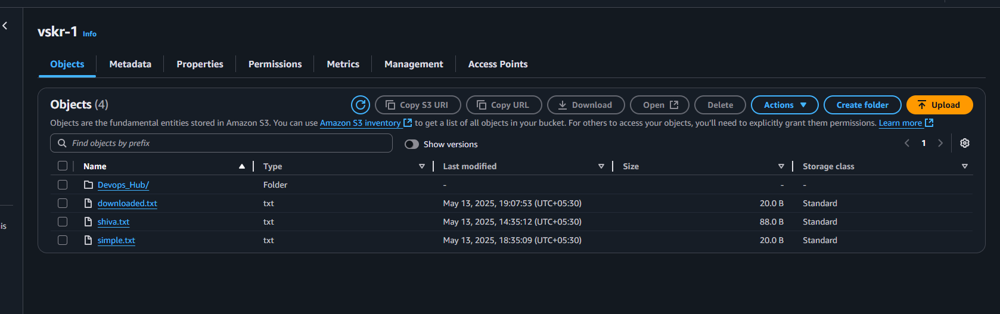 vskr-1 Info
Objects Metadata Properties Permissions Metrics Management Access Points
Objects (4) Copy S3 URI Copy URL Download Open Delete Actions Create folder Upload
Objects are the fundamental entities stored in Amazon S3. You can use Amazon S3 inventory to get a list of all objects in your bucket. For others to access your objects, you'll need to explicitly grant them permissions. Learn more
Find objects by prefix Show versions 1
Name Type Last modified Size Storage class
Devops_Hub/ Folder - - -
downloaded.txt txt May 13, 2025, 19:07:53 (UTC+05:30) 20.0 B Standard
shiva.txt txt May 13, 2025, 14:35:12 (UTC+05:30) 88.0 B Standard
is
simple.txt txt May 13, 2025, 18:35:09 (UTC+05:30) 20.0 B Standard